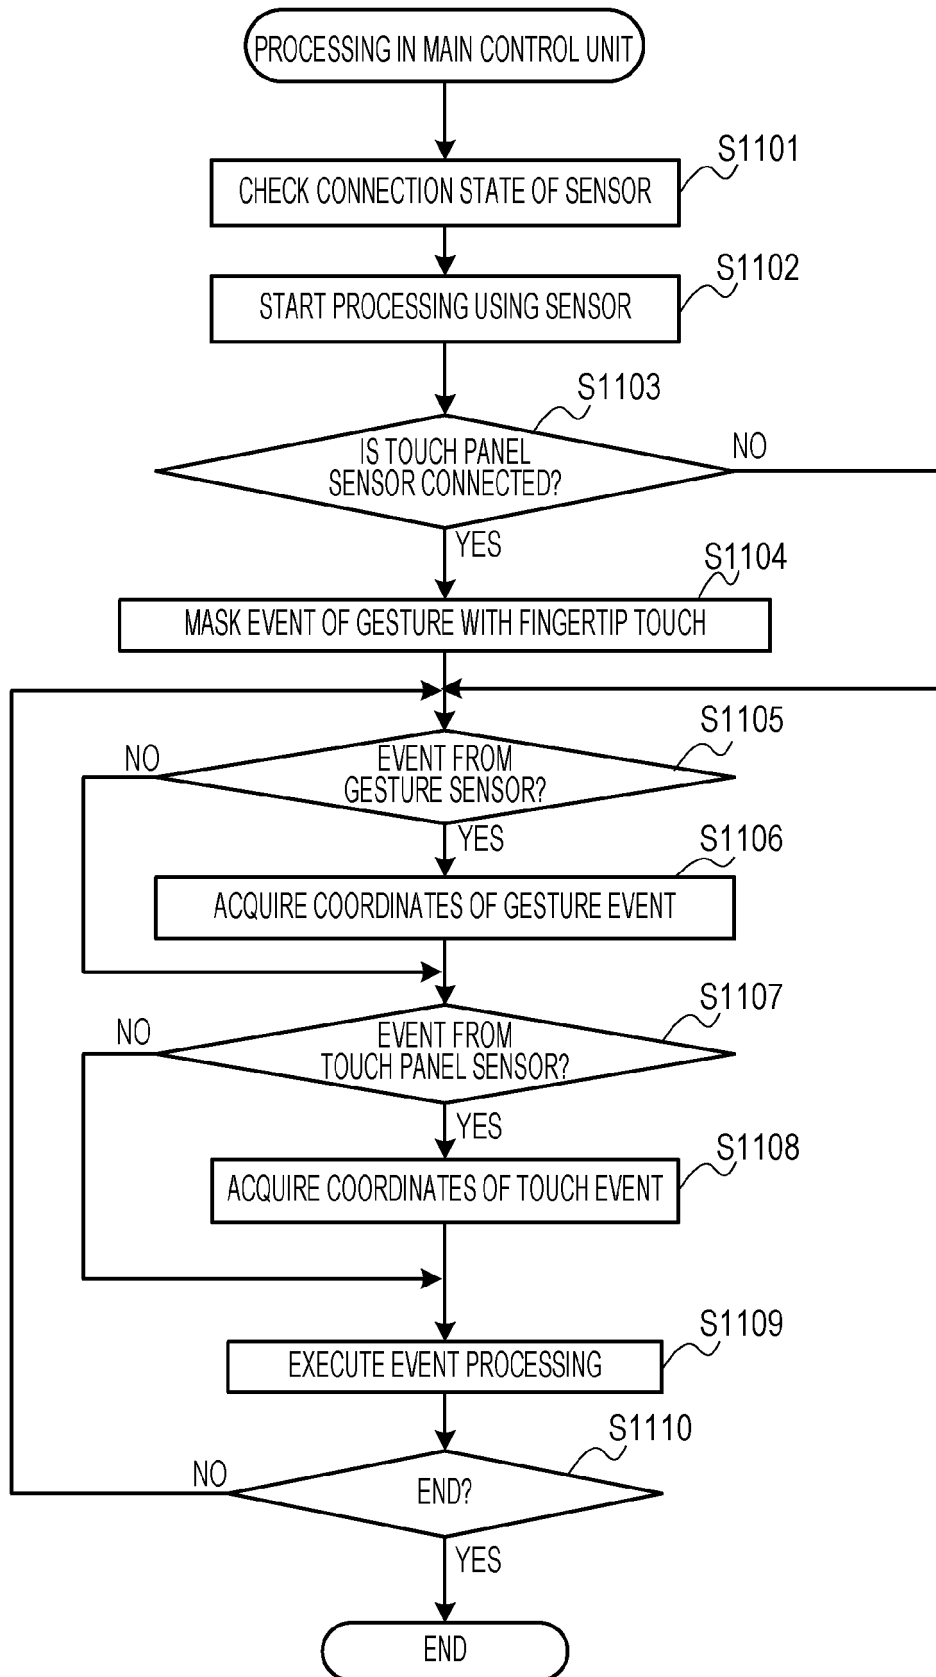 PROCESSING IN MAIN CONTROL UNIT
S1101
CHECK CONNECTION STATE OF SENSOR
S1102
START PROCESSING USING SENSOR
S1103
IS TOUCH PANEL
SENSOR CONNECTED?
NO
YES
S1104
MASK EVENT OF GESTURE WITH FINGERTIP TOUCH
S1105
NO
EVENT FROM
GESTURE SENSOR?
YES
S1106
ACQUIRE COORDINATES OF GESTURE EVENT
S1107
NO
EVENT FROM
TOUCH PANEL SENSOR?
YES
S1108
ACQUIRE COORDINATES OF TOUCH EVENT
S1109
EXECUTE EVENT PROCESSING
S1110
NO
END?
YES
END